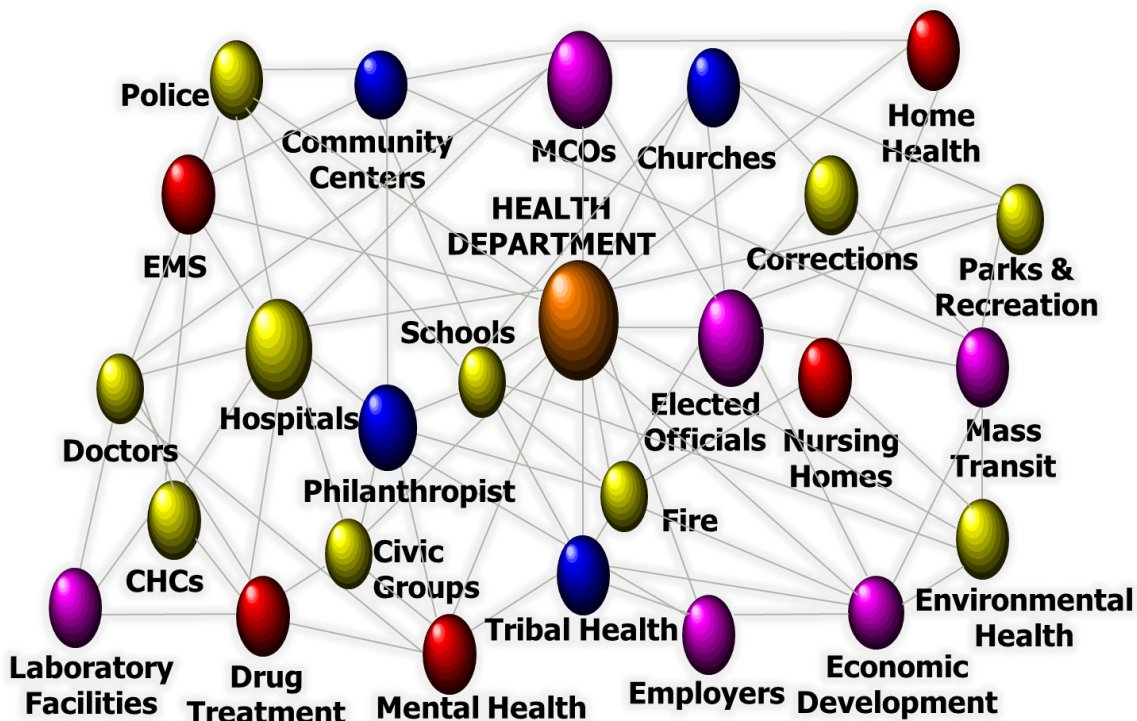 Police
Community
Centers
MCOs
Churches
Home
Health
EMS
HEALTH
DEPARTMENT
Corrections
Parks &
Recreation
Schools
Hospitals
Elected
Officials
Nursing
Homes
Mass
Transit
Doctors
Philanthropist
Fire
CHCs
Civic
Groups
Tribal Health
Environmental
Health
Laboratory
Facilities
Drug
Treatment
Mental Health
Employers
Economic
Development